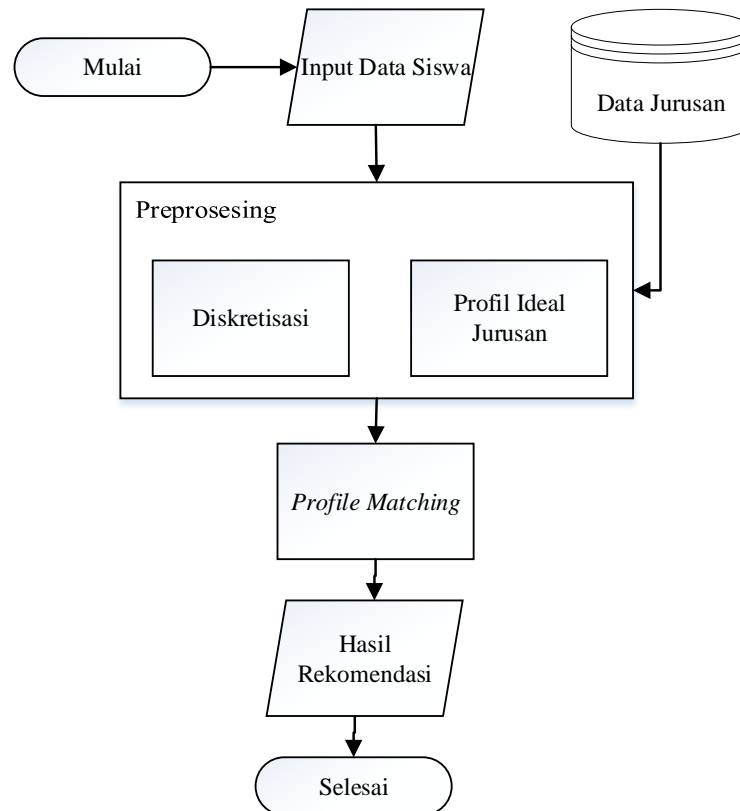 Mulai
Input Data Siswa
Data Jurusan
Preprosesing
Diskretisasi
Profil Ideal
Jurusan
Profile Matching
Hasil
Rekomendasi
Selesai